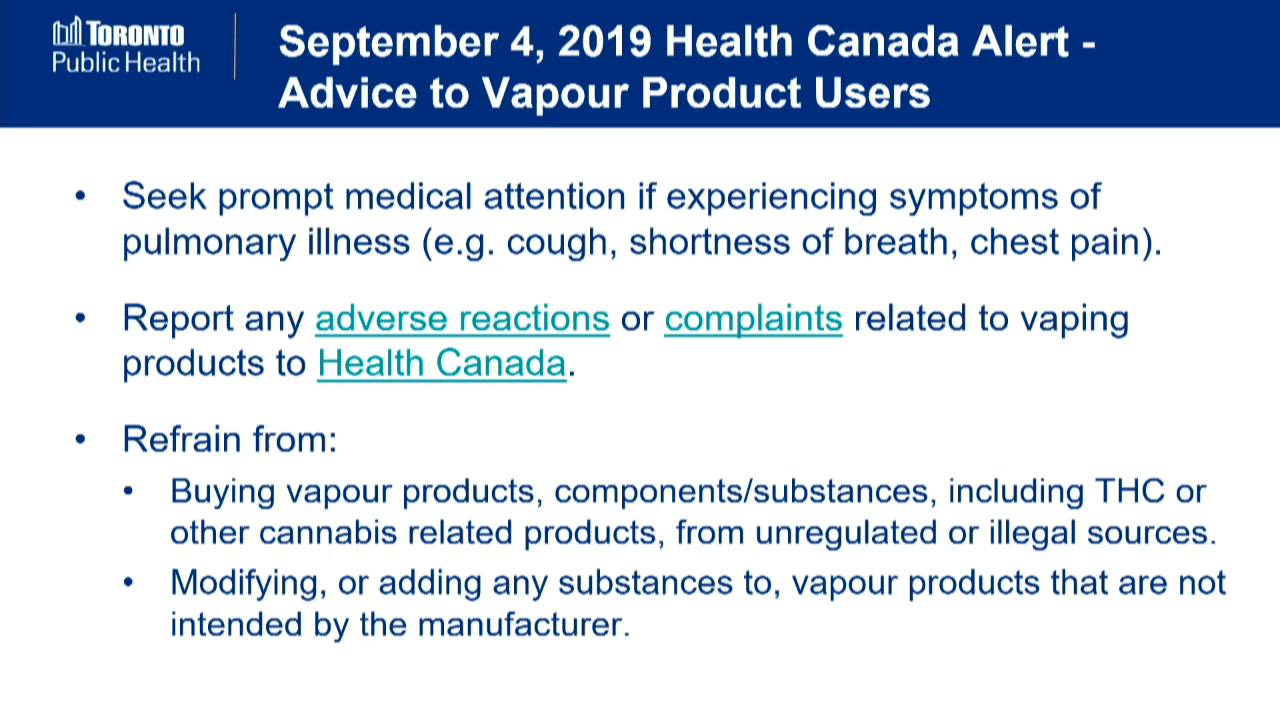 TORONTO
Public Health
September 4, 2019 Health Canada Alert -
Advice to Vapour Product Users
• Seek prompt medical attention if experiencing symptoms of
pulmonary illness (e.g. cough, shortness of breath, chest pain).
• Report any adverse reactions or complaints related to vaping
products to Health Canada.
• Refrain from:
• Buying vapour products, components/substances, including THC or
other cannabis related products, from unregulated or illegal sources.
• Modifying, or adding any substances to, vapour products that are not
intended by the manufacturer.